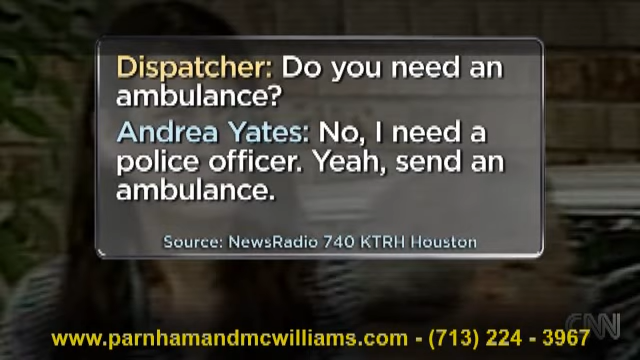 Dispatcher: Do you need an
ambulance?
Andrea Yates: No, I need a
police officer. Yeah, send an
ambulance.
Source: NewsRadio 740 KTRH Houston
CNN
www.parnhamandmcwilliams.com - (713) 224 - 3967